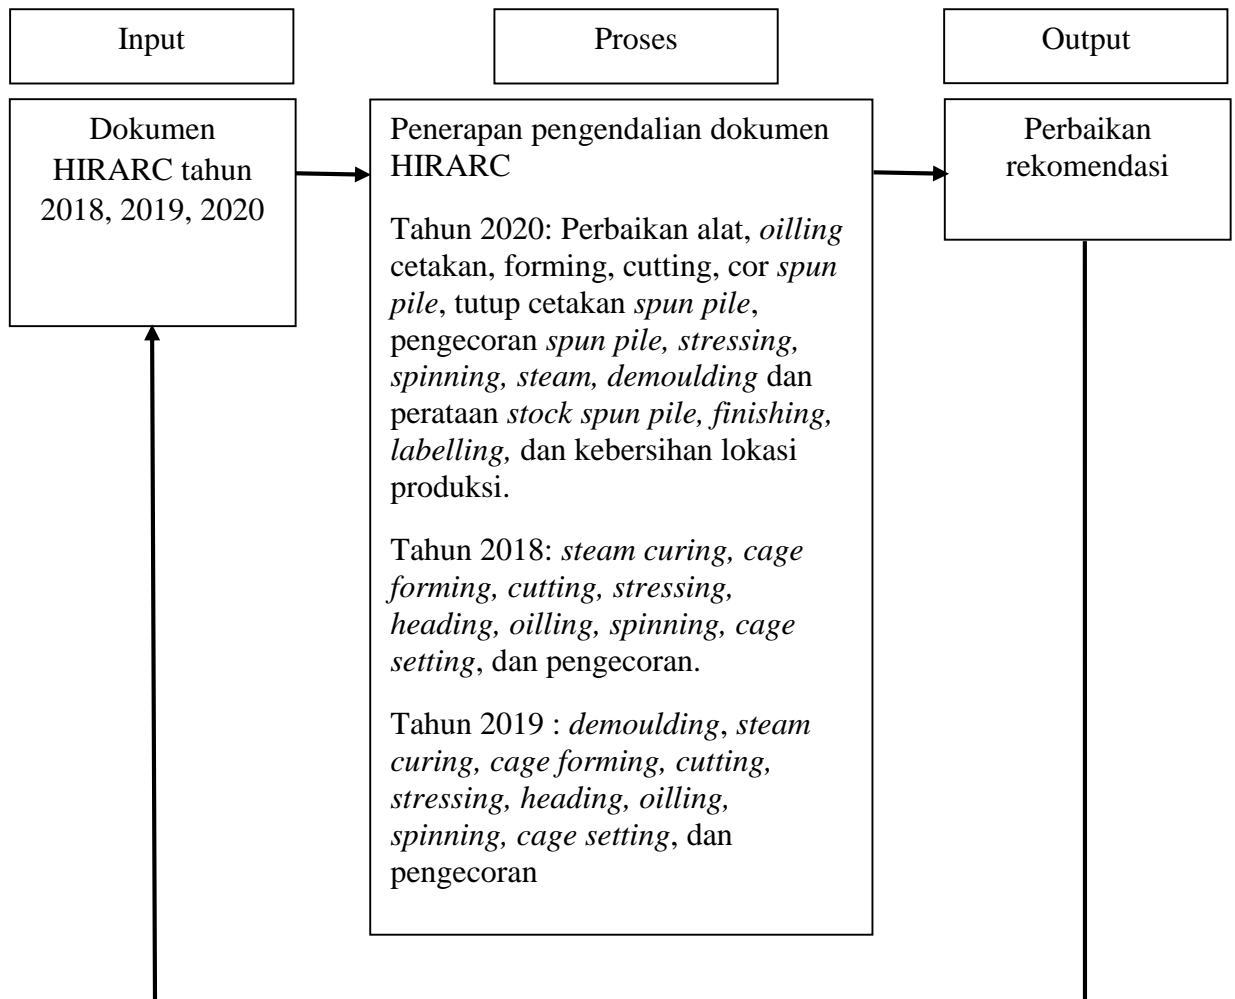 Input
Proses
Output
Dokumen
HIRARC tahun
2018, 2019, 2020
Penerapan pengendalian dokumen
HIRARC
Tahun 2020: Perbaikan alat, oilling
cetakan, forming, cutting, cor spun
pile, tutup cetakan spun pile,
pengecoran spun pile, stressing,
spinning, steam, demoulding dan
perataan stock spun pile, finishing,
labelling, dan kebersihan lokasi
produksi.
Tahun 2018: steam curing, cage
forming, cutting, stressing,
heading, oilling, spinning, cage
setting, dan pengecoran.
Tahun 2019 : demoulding, steam
curing, cage forming, cutting,
stressing, heading, oilling,
spinning, cage setting, dan
pengecoran
Perbaikan
rekomendasi